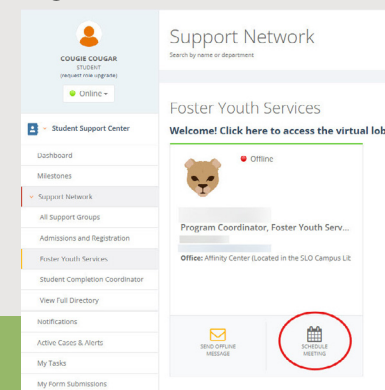 COUGIE COUGAR
STUDENT
(request role upgrade)
Online
Student Support Center
Dashboard
Milestones
Support Network
All Support Groups
Admissions and Registration
Foster Youth Services
Student Completion Coordinator
View Full Directory
Notifications
Active Cases & Alerts
My Tasks
My Form Submissions
Support Network
Search by name or department
Foster Youth Services
Welcome! Click here to access the virtual lob
Offline
Program Coordinator, Foster Youth Serv...
Office: Affinity Center (Located in the SLO Campus Lib
SEND OFFLINE
MESSAGE
SCHEDULE
MEETING